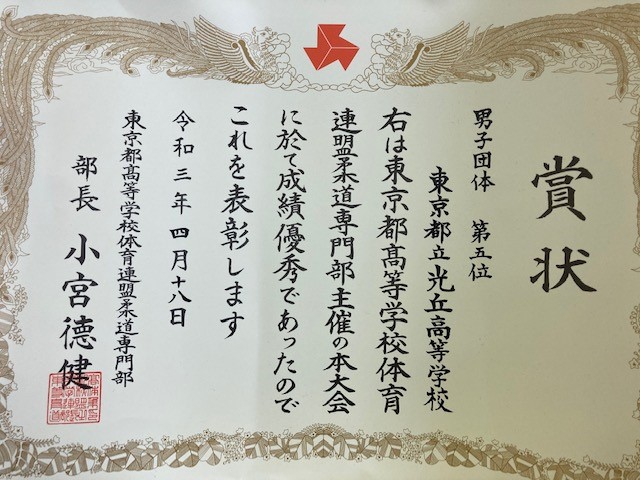 賞状
男子団体 第五位
東京都立光丘高等学校
右は東京都高等学校体育
連盟柔道専門部主催の本大会
に於て成績優秀であったので
これを表彰します
令和三年四月十八日
東京都高等学校体育連盟柔道専門部
部長 小宮德健